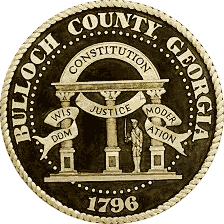 BULLOCH COUNTY, GEORGIA
CONSTITUTION
WIS
DOM
JUSTICE
MODER
ATION
1796